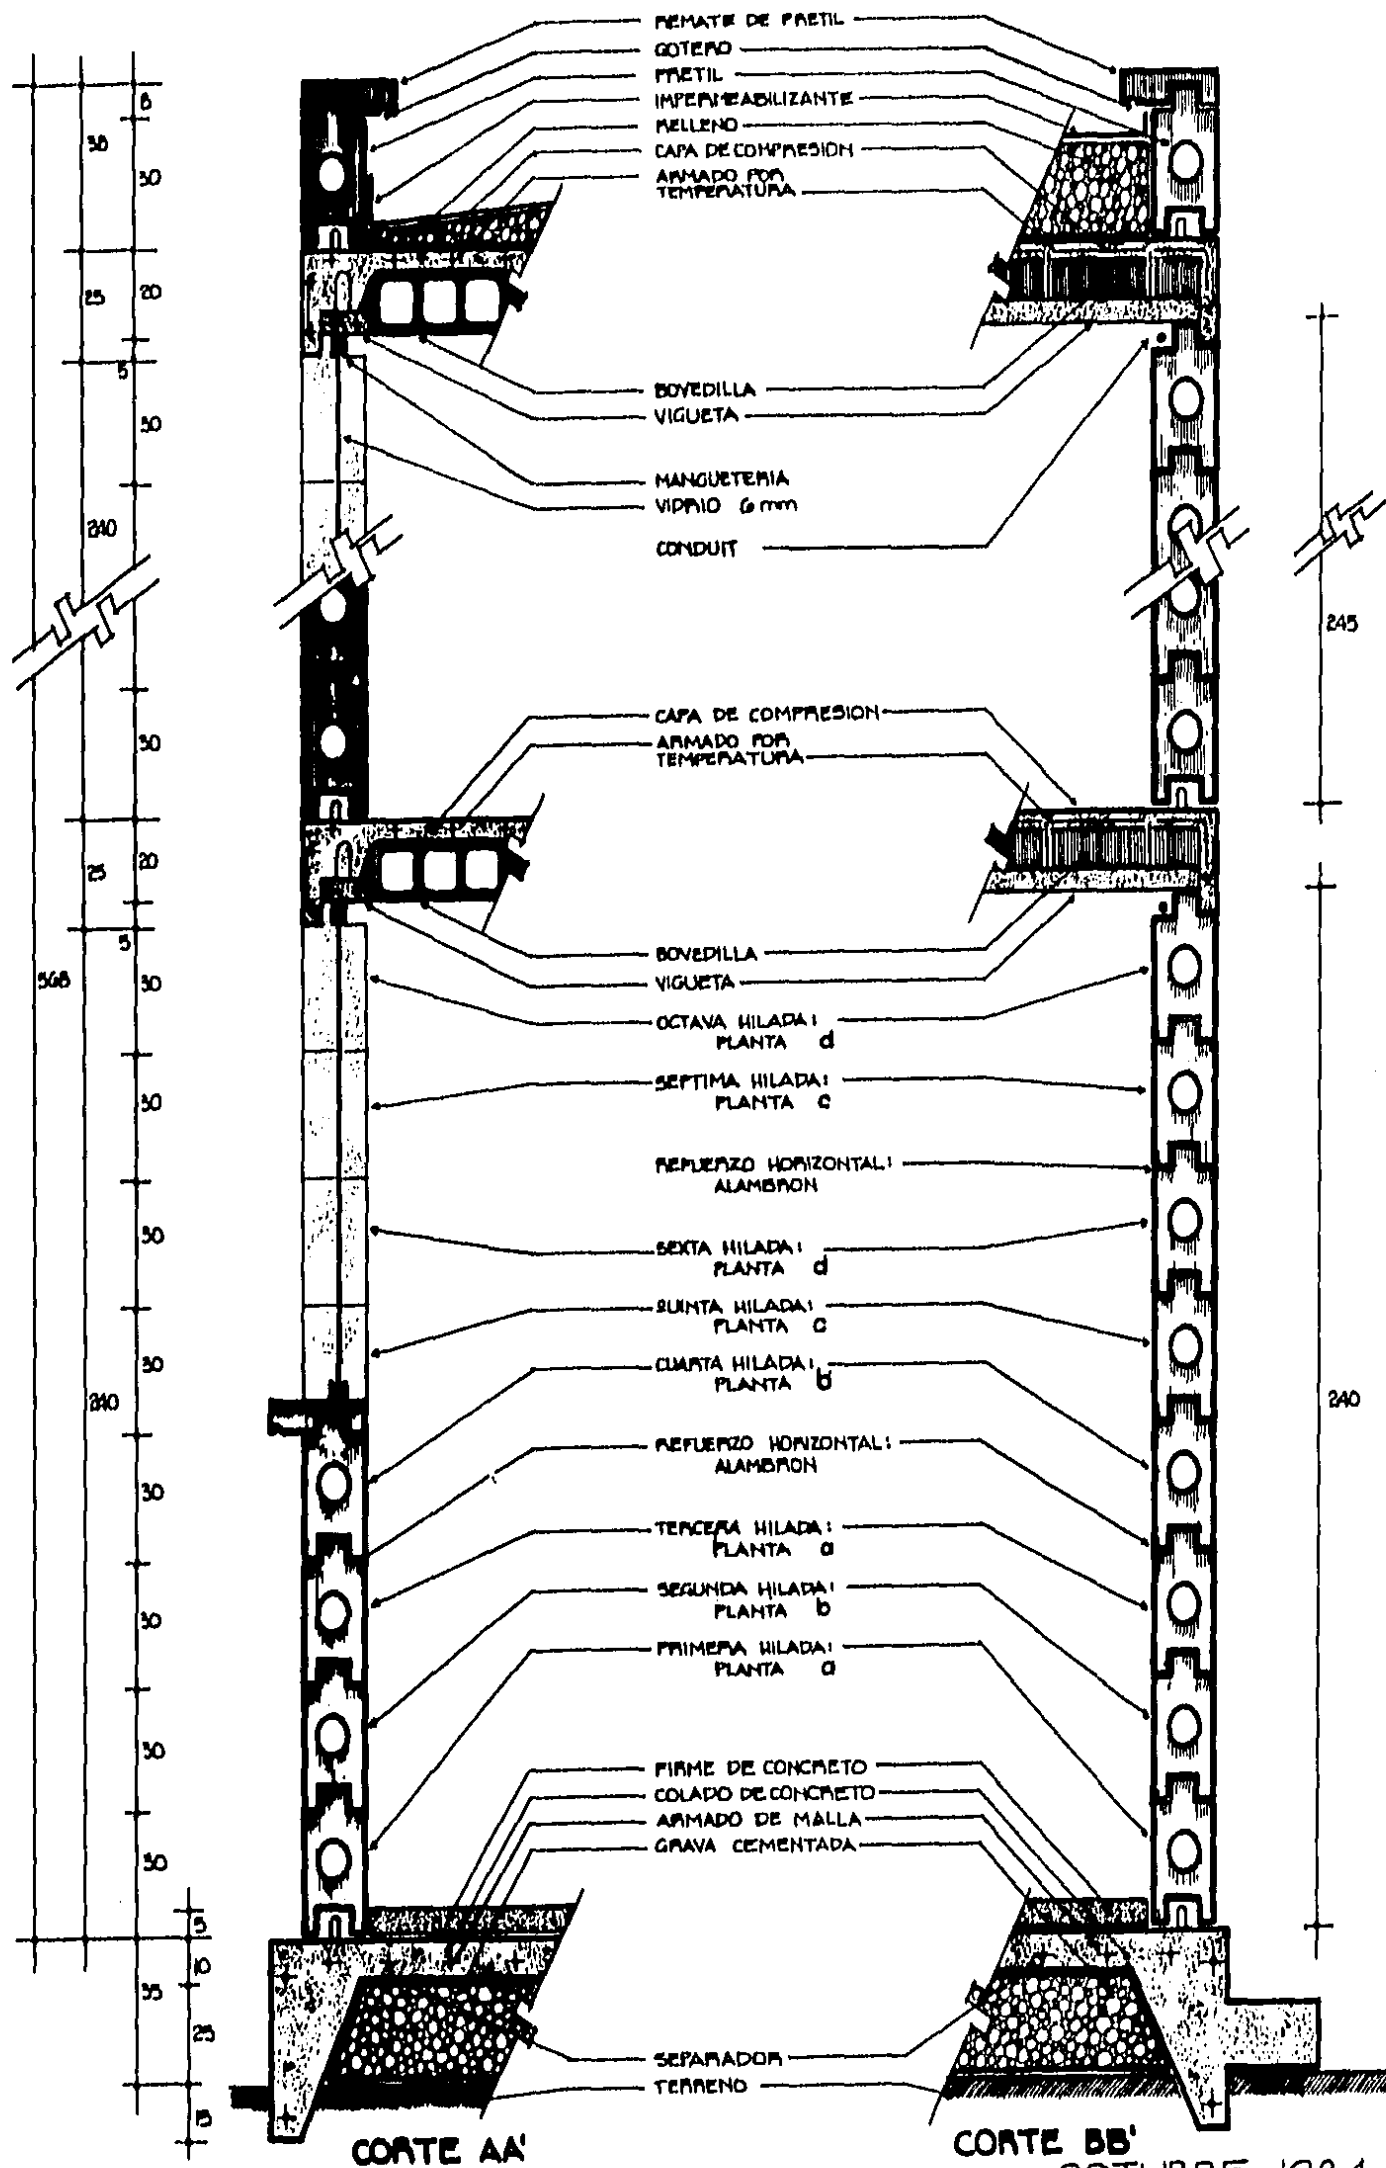 REMATE DE PRETIL
GOTERO
PRETIL
IMPERMEABILIZANTE
RELLENO
CAPA DE COMPRESION
ARMADO POR
TEMPERATURA
BOVEDILLA
VIGUETA
MANGUETERIA
VIDRIO 6 mm
CONDUIT
CAPA DE COMPRESION
ARMADO POR
TEMPERATURA
BOVEDILLA
VIGUETA
OCTAVA HILADA:
PLANTA d
SEPTIMA HILADA:
PLANTA c
REFUERZO HORIZONTAL:
ALAMBRON
SEXTA HILADA:
PLANTA d
QUINTA HILADA:
PLANTA c
CUARTA HILADA:
PLANTA b
REFUERZO HORIZONTAL:
ALAMBRON
TERCERA HILADA:
PLANTA a
SEGUNDA HILADA:
PLANTA b
PRIMERA HILADA:
PLANTA a
FIRME DE CONCRETO
COLADO DE CONCRETO
ARMADO DE MALLA
GRAVA CEMENTADA
SEPARADOR
TERRENO
8
38
30
25
20
5
30
240
30
25
20
5
568
30
30
30
30
240
30
30
30
30
5
10
35
25
15
245
240
CORTE AA'
CORTE BB'